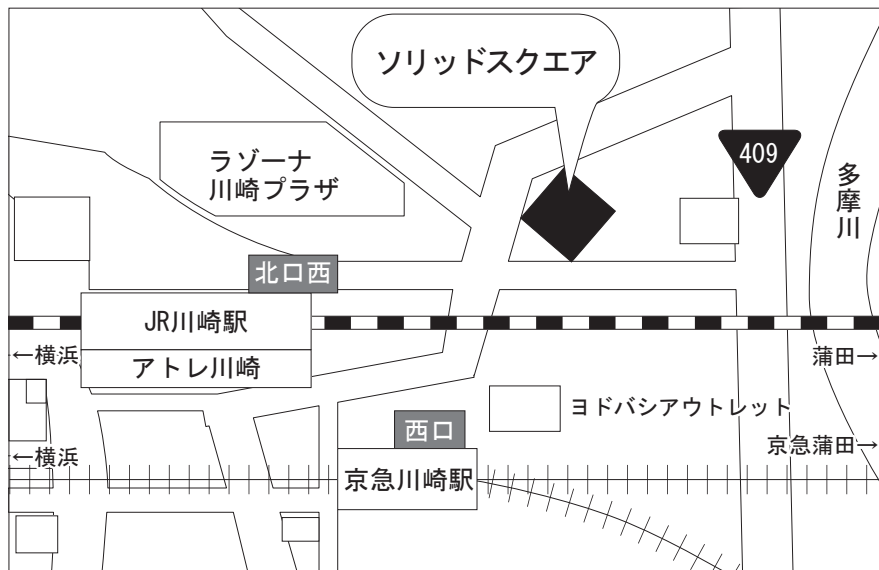 ソリッドスクエア
409
ラゾーナ
川崎プラザ
多摩川
北口西
JR川崎駅
←横浜
アトレ川崎
蒲田→
ヨドバシアウトレット
西口
←横浜
京急蒲田→
京急川崎駅